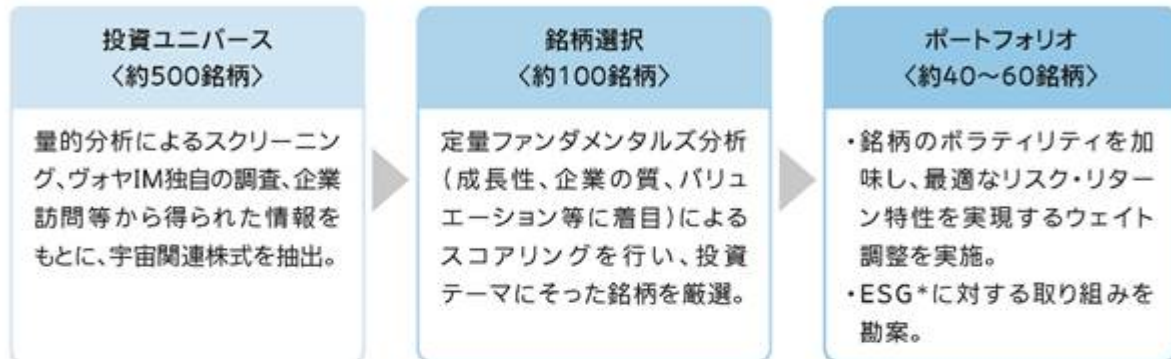 投資ユニバース
〈約500銘柄〉
量的分析によるスクリーニン
グ、ヴォヤIM独自の調査、企業
訪問等から得られた情報を
もとに、宇宙関連株式を抽出。
銘柄選択
〈約100銘柄〉
定量ファンダメンタルズ分析
（成長性、企業の質、バリュ
エーション等に着目）による
スコアリングを行い、投資
テーマにそった銘柄を厳選。
ポートフォリオ
〈約40～60銘柄〉
・銘柄のボラティリティを加
味し、最適なリスク・リター
ン特性を実現するウェイト
調整を実施。
・ESG*に対する取り組みを
勘案。